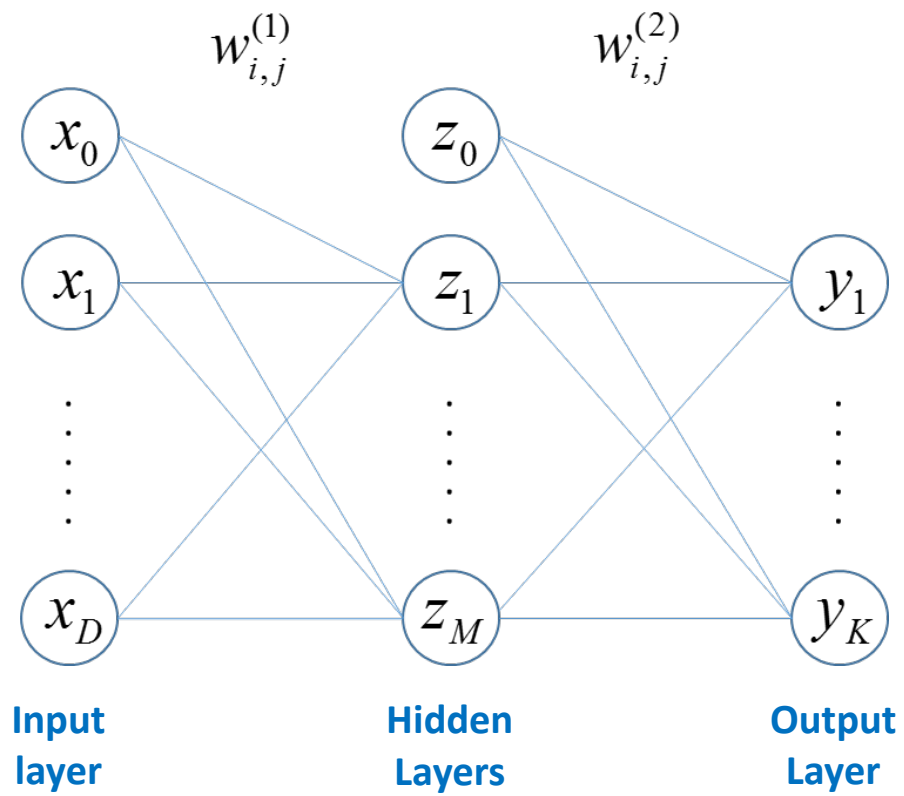 w_{i,j}^{(1)} w_{i,j}^{(2)}
x_0 z_0
x_1 z_1 y_1
x_D z_M y_K
Input Hidden Output
layer Layers Layer